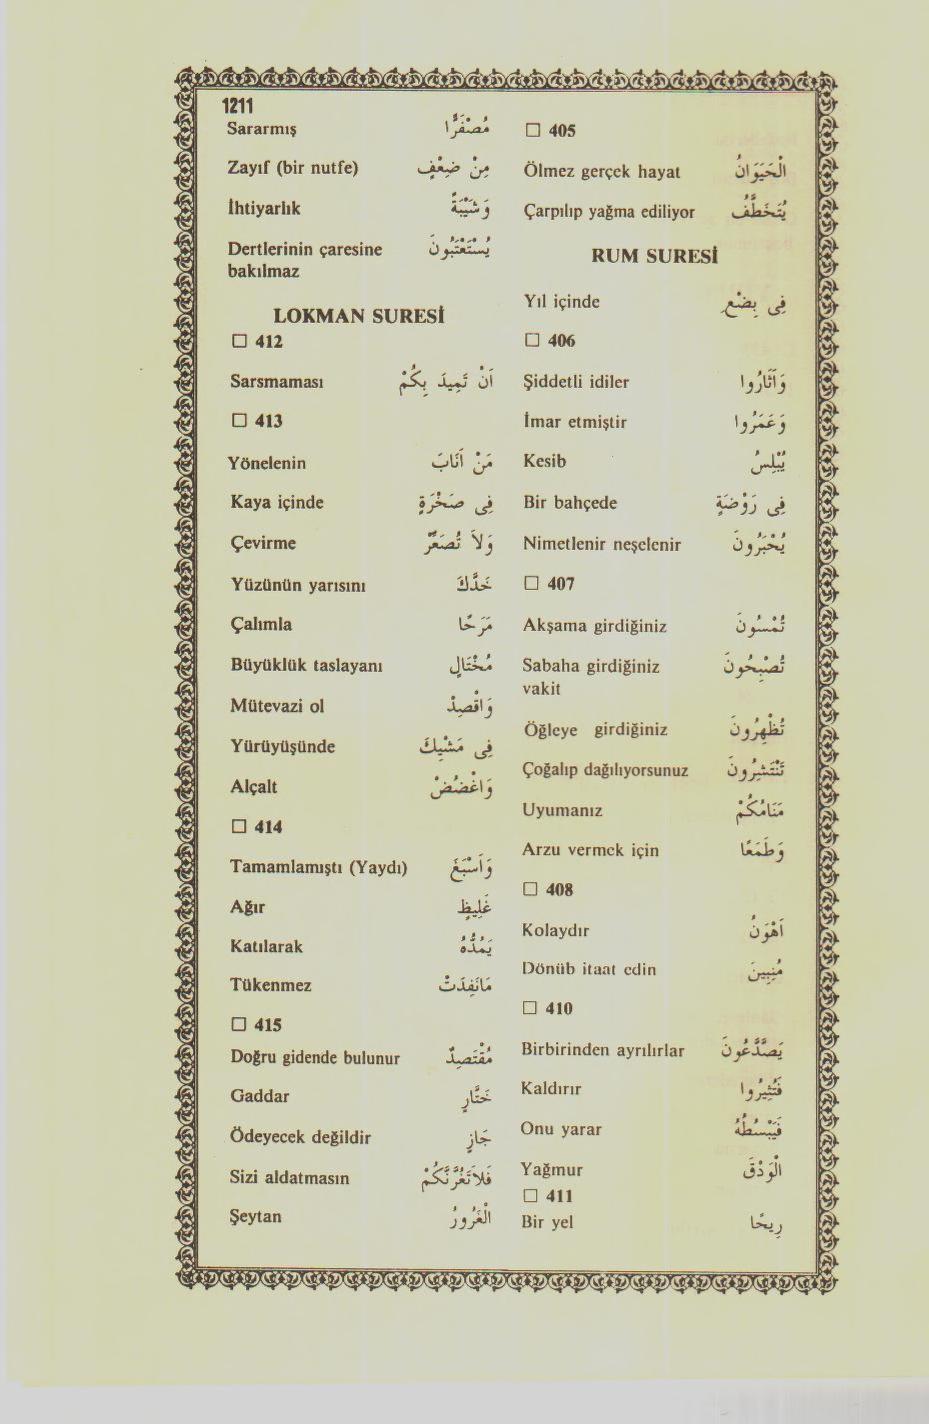 1211
☐ 405
Ölmez gerçek hayat الْحَيَوَانُ
Çarpılıp yağma ediliyor يُتَخَطَّفُ
RUM SURESİ
Yıl içinde فِى بِضْعِ
☐ 406
Şiddetli idiler وَآثَارُوا
İmar etmiştir وَعَمَرُوا
Kesib يُبْلِسُ
Bir bahçede فِى رَوْضَةٍ
Nimetlenir neşelenir يُحْبَرُونَ
☐ 407
Akşama girdiğiniz تُمْسُونَ
Sabaha girdiğiniz تُصْبِحُونَ
vakit
Öğleye girdiğiniz تُظْهِرُونَ
Çoğalıp dağılıyorsunuz تَنْتَشِرُونَ
Uyumanız مَنَامُكُمْ
Arzu vermek için وَطَمَعًا
☐ 408
Kolaydır اَهْوَنُ
Dönüb itaat edin مُنِيبِينَ
☐ 410
Birbirinden ayrılırlar يَصَّدَّعُونَ
Kaldırır فَتُثِيرُوا
Onu yarar فَيَبْسُطُهُ
Yağmur الْوَدْقَ
☐ 411
Bir yel رِيحًا
Sararmış مُصْفَرًّا
Zayıf (bir nutfe) مِنْ ضَعْفٍ
İhtiyarlık وَشَيْبَةً
Dertlerinin çaresine يُسْتَعْتَبُونَ
bakılmaz
LOKMAN SURESİ
☐ 412
Sarsmaması اَنْ تَمِيدَ بِكُمْ
☐ 413
Yönelenin مَنْ اَنَابَ
Kaya içinde فِى صَخْرَةٍ
Çevirme وَلاَ تُصَعِّرْ
Yüzünün yarısını خَدَّكَ
Çalımla مَرَحًا
Büyüklük taslayanı مُخْتَالٍ
Mütevazi ol وَاقْصِدْ
Yürüyüşünde فِى مَشْيِكَ
Alçalt وَاغْضُضْ
☐ 414
Tamamlamıştı (Yaydı) وَاَسْبَغَ
Ağır غَلِيظٍ
Katılarak يَمُدُّهُ
Tükenmez مَانَفِدَتْ
☐ 415
Doğru gidende bulunur مُقْتَصِدٌ
Gaddar خَتَّارٍ
Ödeyecek değildir جَازٍ
Sizi aldatmasın فَلاَتَغُرَّنَّكُمْ
Şeytan الْغَرُورُ